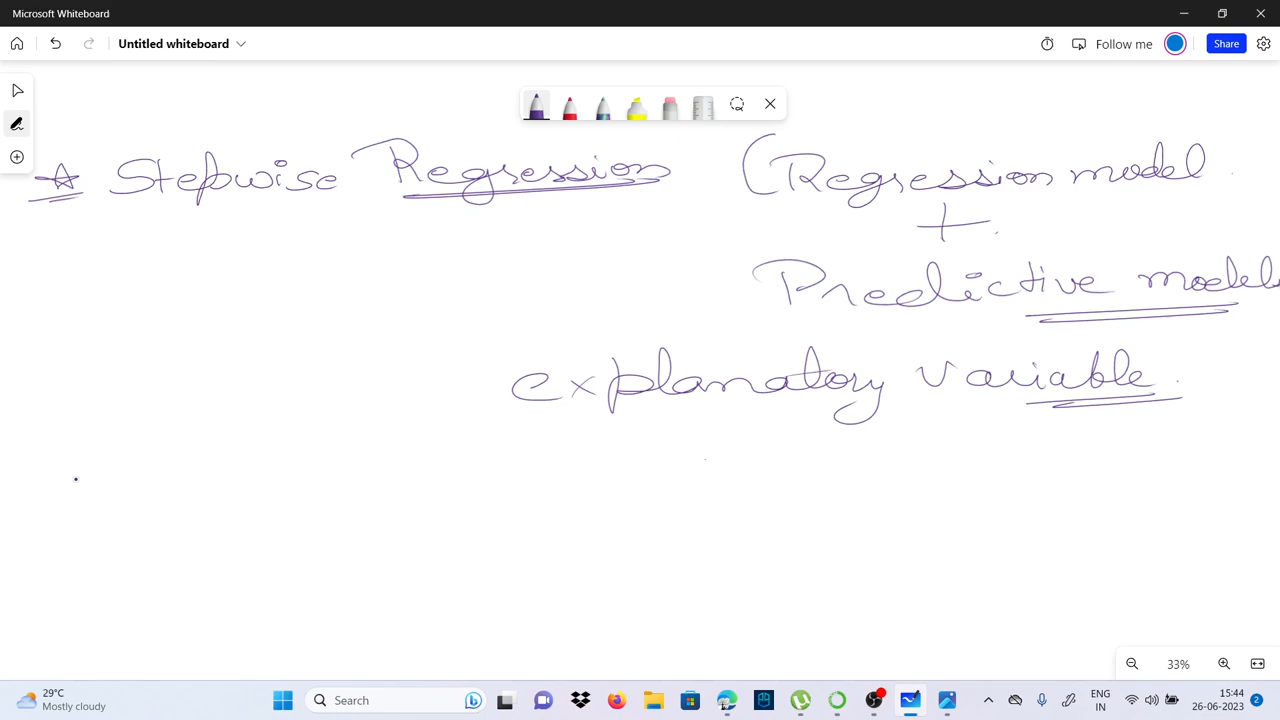 Microsoft Whiteboard
Untitled whiteboard
Follow me
Share
Stepwise Regression (Regression model
+
Predictive model
explanatory variable.
33%
29°C
Mostly cloudy
Search
ENG
IN
15:44
26-06-2023
2